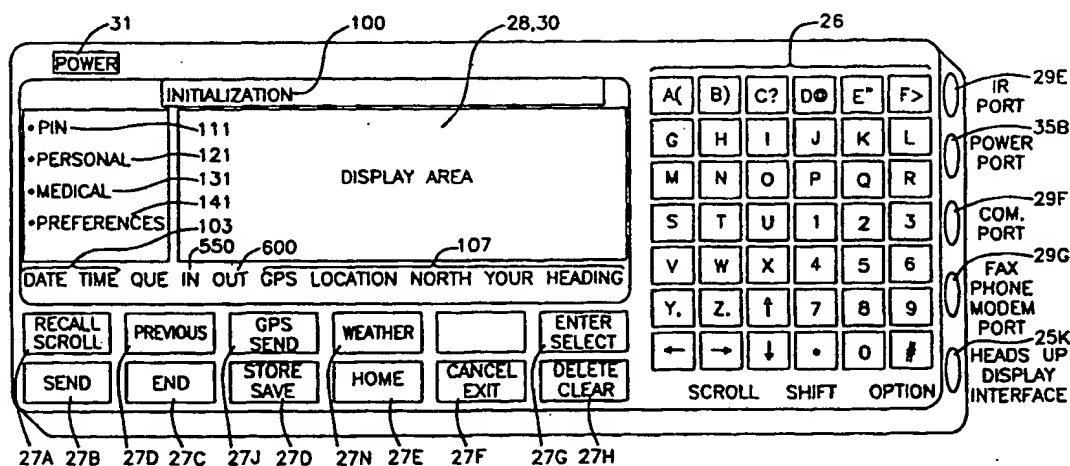 31 100 28,30 26
POWER
INITIALIZATION
•PIN 111
•PERSONAL 121
•MEDICAL 131
•PREFERENCES 141
103
DISPLAY AREA
550 600 107
DATE TIME QUE IN OUT GPS LOCATION NORTH YOUR HEADING
RECALL SCROLL PREVIOUS GPS SEND WEATHER ENTER SELECT
SEND END STORE SAVE HOME CANCEL EXIT DELETE CLEAR
27A 27B 27D 27C 27J 27D 27N 27E 27F 27G 27H
A( B) C? D@ E" F>
G H I J K L
M N O P Q R
S T U 1 2 3
V W X 4 5 6
Y. Z. ↑ 7 8 9
← → ↓ • 0 #
SCROLL SHIFT OPTION
29E
IR
PORT
35B
POWER
PORT
29F
COM.
PORT
29G
FAX
PHONE
MODEM
PORT
25K
HEADS UP
DISPLAY
INTERFACE